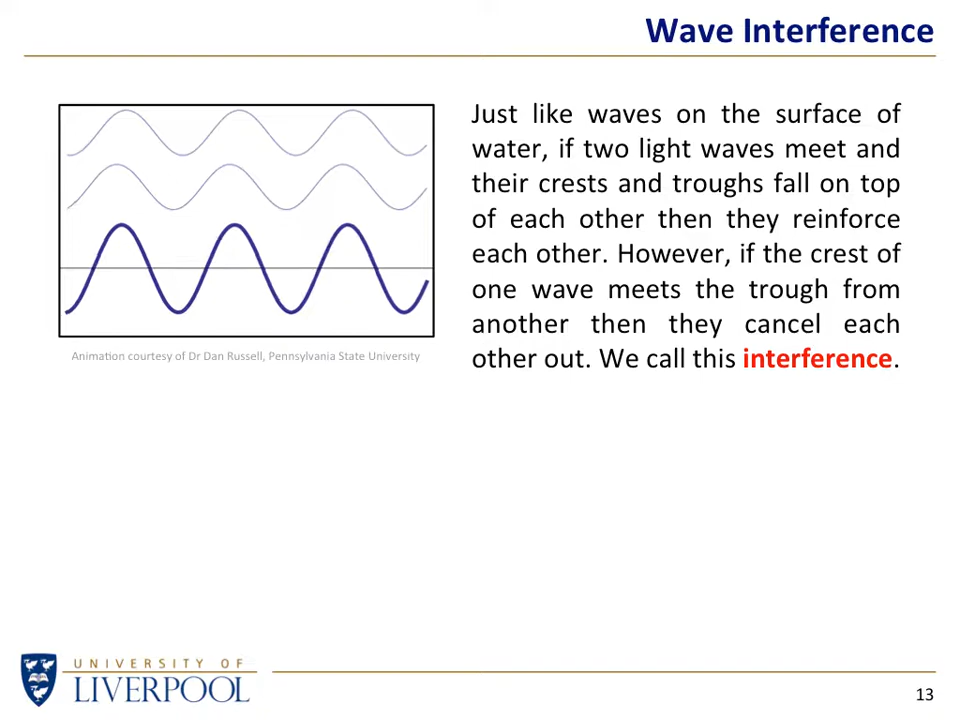 Wave Interference
Just like waves on the surface of
water, if two light waves meet and
their crests and troughs fall on top
of each other then they reinforce
each other. However, if the crest of
one wave meets the trough from
another then they cancel each
other out. We call this interference.
Animation courtesy of Dr Dan Russell, Pennsylvania State University
UNIVERSITY OF
LIVERPOOL
13